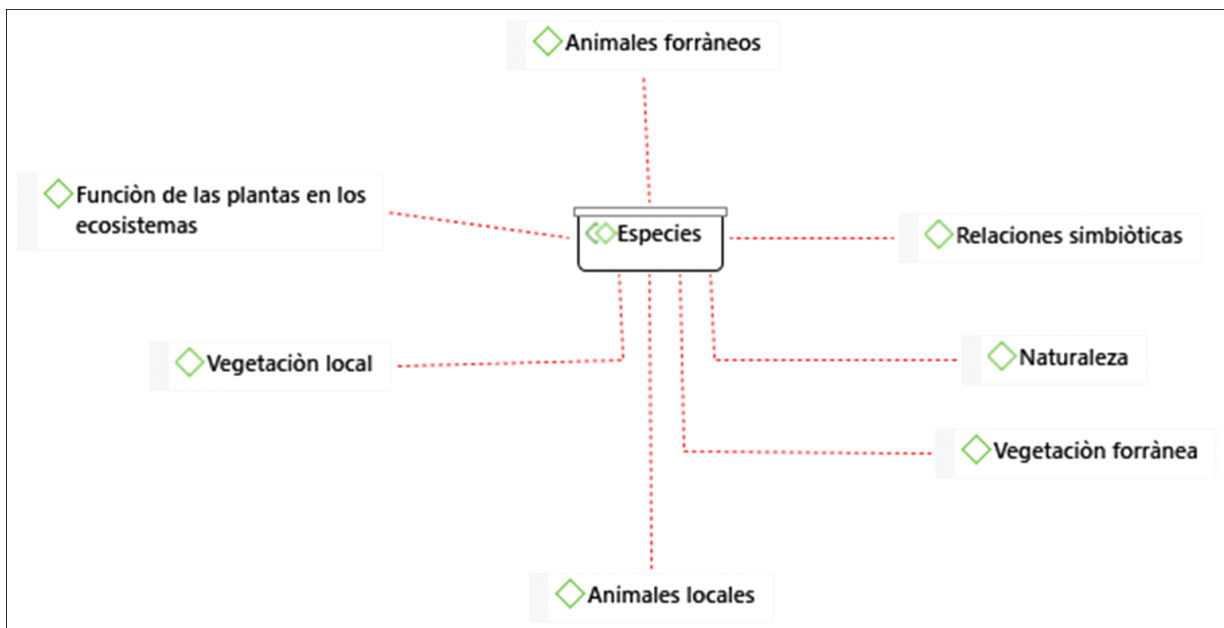 Animales forràneos
Funciòn de las plantas en los
ecosistemas
Especies
Relaciones simbiòticas
Vegetaciòn local
Naturaleza
Vegetaciòn forrànea
Animales locales